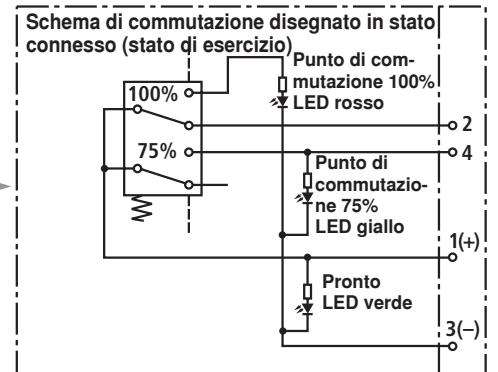 Schema di commutazione disegnato in stato
connesso (stato di esercizio)
Punto di com-
mutazione 100%
LED rosso
100%
2
75%
4
Punto di
commutazio-
ne 75%
LED giallo
1(+)
Pronto
LED verde
3(–)